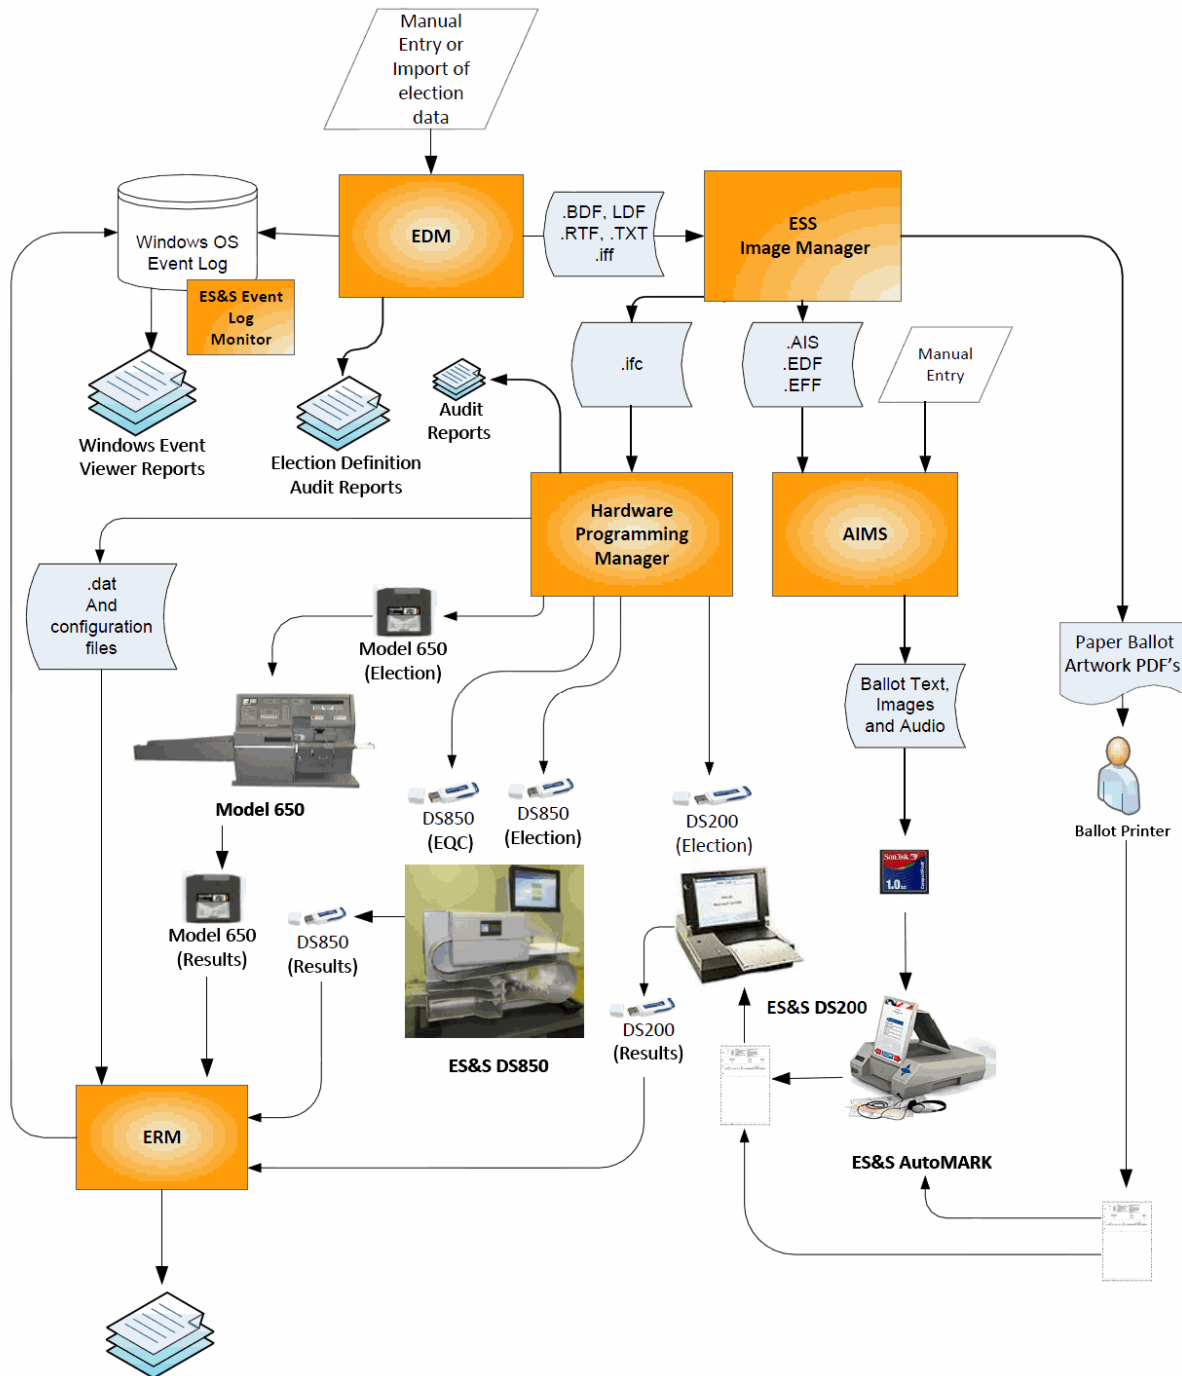 Manual
Entry or
Import of
election
data
EDM
.BDF, LDF
.RTF, .TXT
.iff
ESS
Image Manager
Windows OS
Event Log
ES&S Event
Log
Monitor
.ifc
.AIS
.EDF
.EFF
Manual
Entry
Audit
Reports
Windows Event
Viewer Reports
Election Definition
Audit Reports
Hardware
Programming
Manager
AIMS
.dat
And
configuration
files
Model 650
(Election)
Paper Ballot
Artwork PDF's
Ballot Text,
Images
and Audio
Model 650
DS850
(EQC)
DS850
(Election)
DS200
(Election)
Ballot Printer
SanDisk
1.0
Model 650
(Results)
DS850
(Results)
ES&S DS850
DS200
(Results)
ES&S DS200
ERM
ES&S AutoMARK